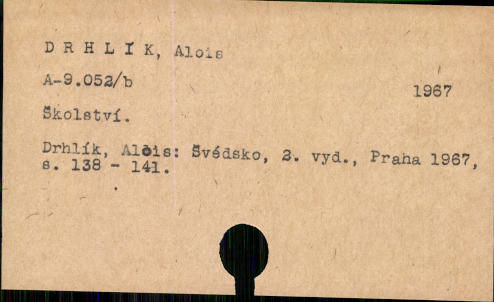 D R H L Í K, Alois
A-9.052/b
1967
Školství.
Drhlík, Alois: Švédsko, 2. vyd., Praha 1967,
s. 138 - 141.